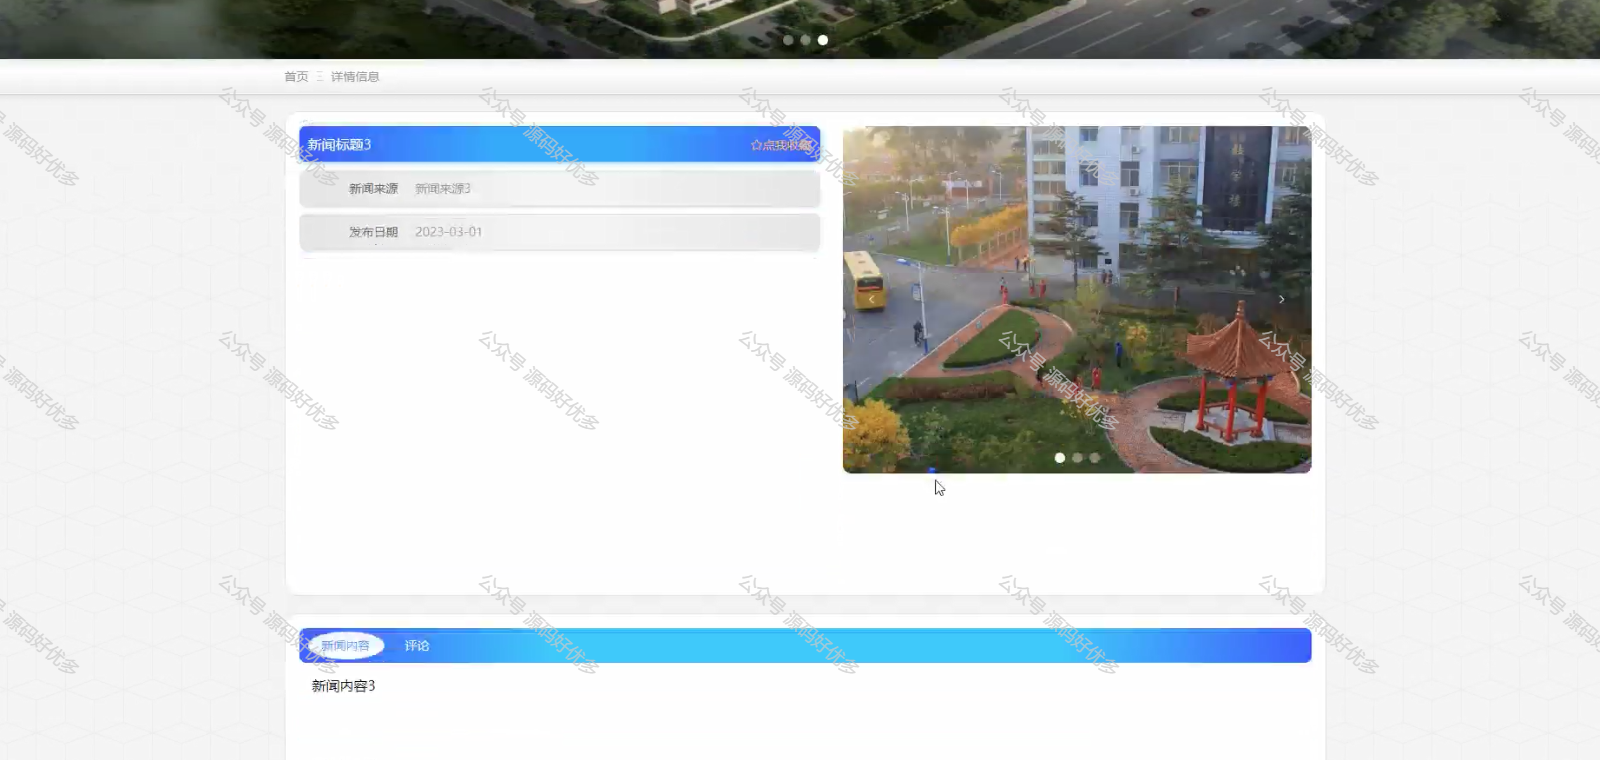 首页 详情信息
新闻标题3 ☆点我收藏
新闻来源 新闻来源3
发布日期 2023-03-01
新闻内容 评论
新闻内容3
公众号 源码好优多